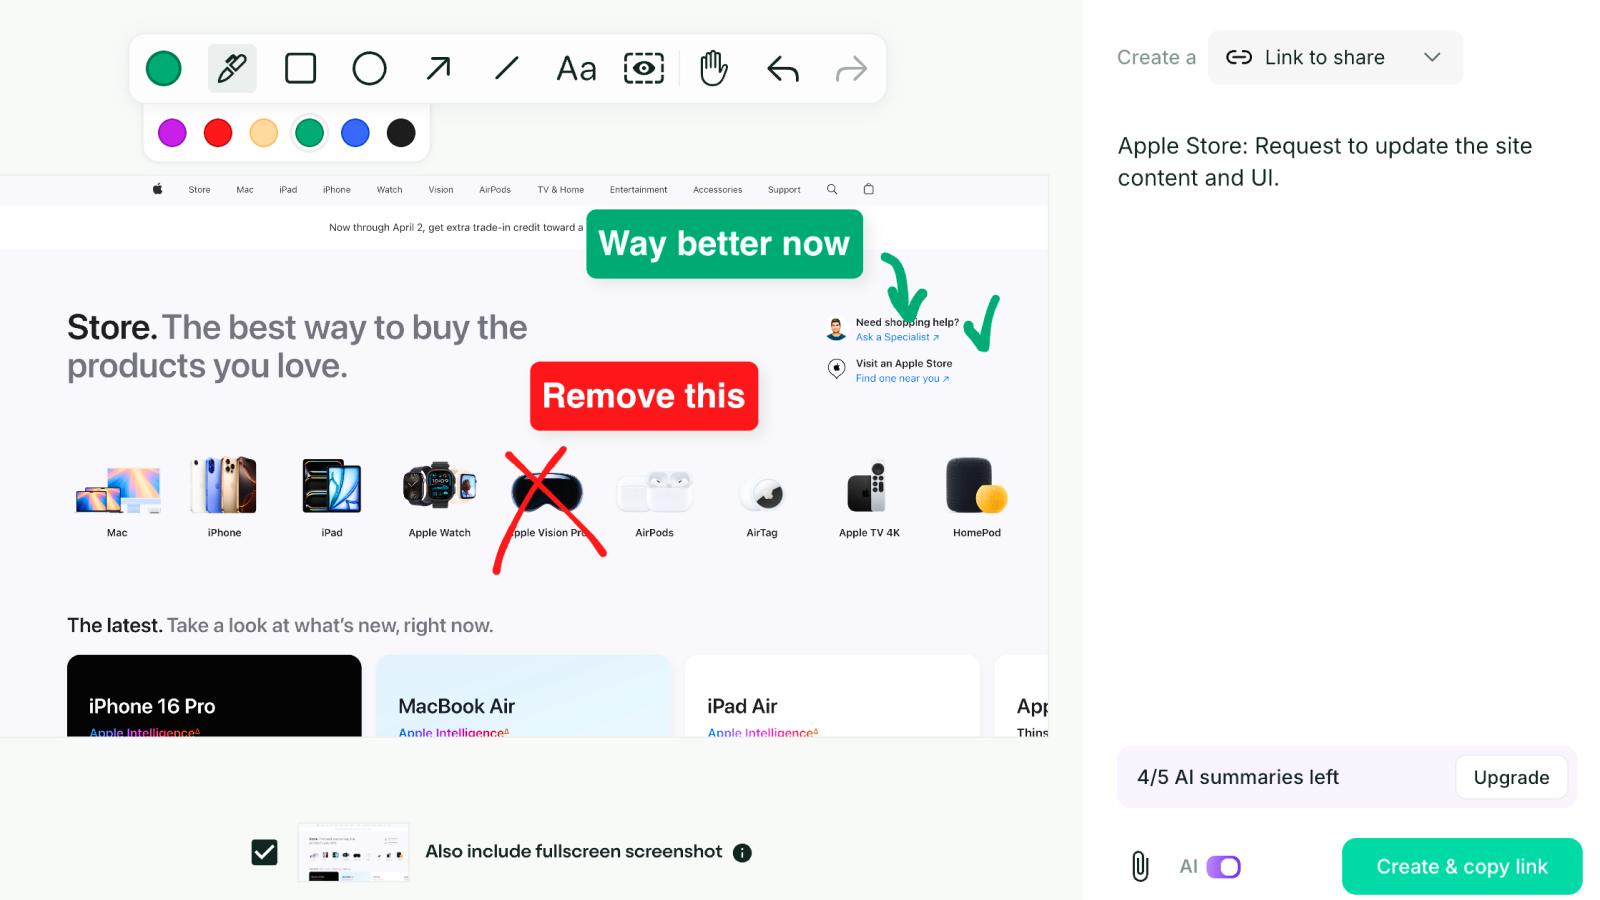 Aa
Create a
Link to share
Apple Store: Request to update the site
content and UI.
Store
Mac
iPad
iPhone
Watch
Vision
AirPods
TV & Home
Entertainment
Accessories
Support
Now through April 2, get extra trade-in credit toward a
Way better now
Store. The best way to buy the
products you love.
Need shopping help?
Ask a Specialist ↗
Visit an Apple Store
Find one near you ↗
Remove this
Mac
iPhone
iPad
Apple Watch
Apple Vision Pro
AirPods
AirTag
Apple TV 4K
HomePod
The latest. Take a look at what's new, right now.
iPhone 16 Pro
Apple Intelligence∆
MacBook Air
Apple Intelligence∆
iPad Air
Apple Intelligence∆
App
Thins
4/5 AI summaries left
Upgrade
Also include fullscreen screenshot
AI
Create & copy link